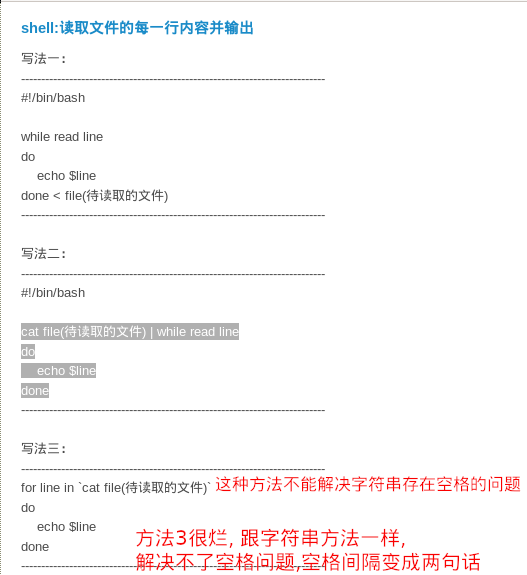 shell:读取文件的每一行内容并输出
写法一:
----------------------------------------------------------------------------
#!/bin/bash
while read line
do
    echo $line
done < file(待读取的文件)
----------------------------------------------------------------------------
写法二:
----------------------------------------------------------------------------
#!/bin/bash
cat file(待读取的文件) | while read line
do
    echo $line
done
----------------------------------------------------------------------------
写法三:
----------------------------------------------------------------------------
for line in `cat file(待读取的文件)` 这种方法不能解决字符串存在空格的问题
do
    echo $line
done
方法3很烂, 跟字符串方法一样,
解决不了空格问题,空格间隔变成两句话
----------------------------------------------------------------------------